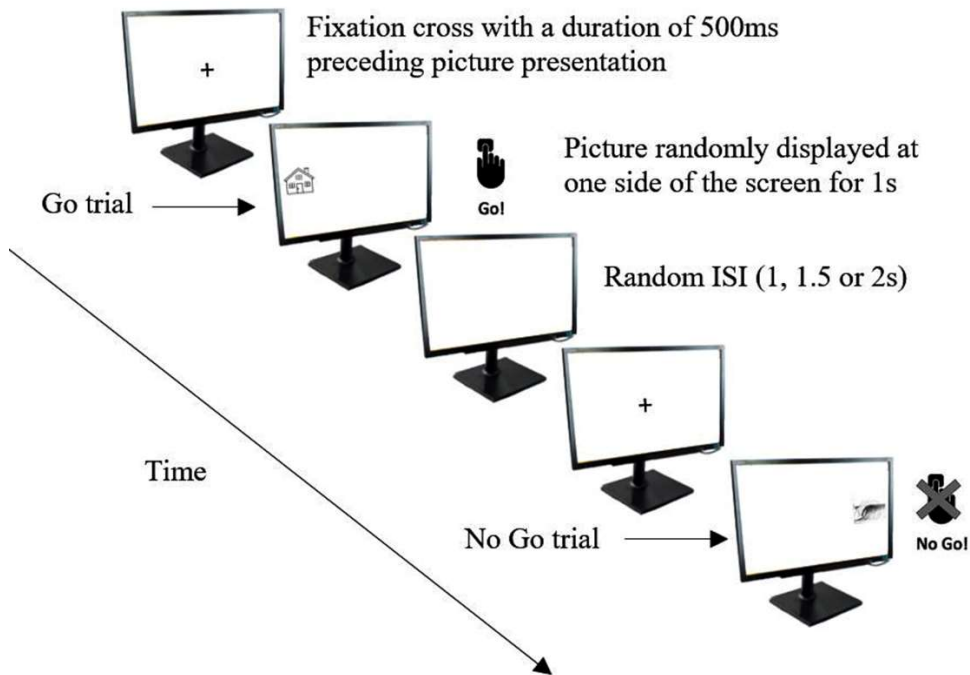 Fixation cross with a duration of 500ms
preceding picture presentation
Picture randomly displayed at
one side of the screen for 1s
Go trial
Go!
Random ISI (1, 1.5 or 2s)
Time
No Go trial
No Go!